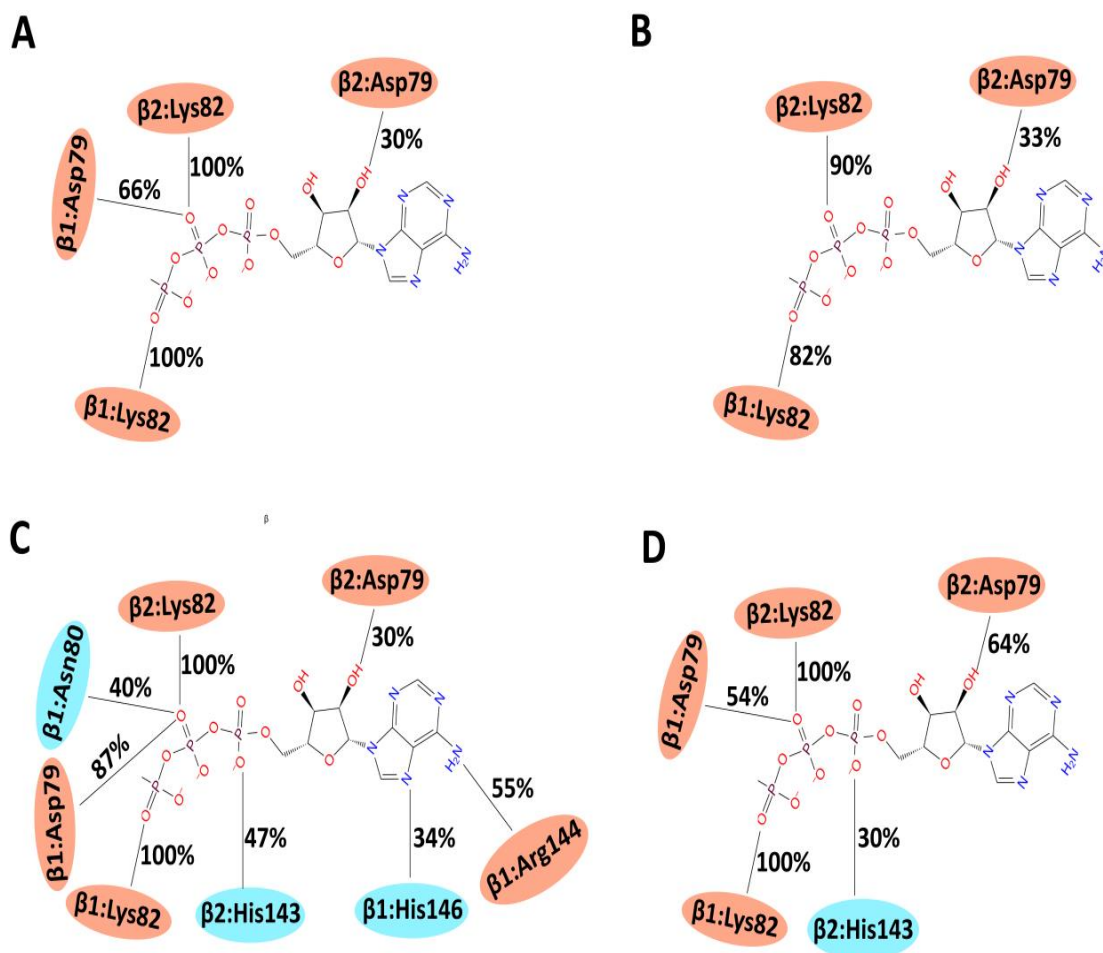 A
β2:Lys82
β2:Asp79
β1:Asp79
100%
30%
66%
OH
OH
N
N
N
N
H₂N
O
O
O
O
P
P
O
O⁻
O⁻
O
O
P
O⁻
O
100%
β1:Lys82
B
β2:Lys82
β2:Asp79
90%
33%
OH
OH
N
N
N
N
O
O
O
O
P
P
O
O⁻
O⁻
O
O
P
O⁻
O
82%
β1:Lys82
C
β
β2:Lys82
β2:Asp79
β1:Asn80
100%
30%
40%
OH
OH
N
N
N
N
H₂N
O
O
O
O
P
P
O
O⁻
O⁻
O
O
P
O⁻
O
87%
β1:Asp79
100%
47%
34%
55%
β1:Lys82
β2:His143
β1:His146
β1:Arg144
D
β2:Lys82
β2:Asp79
β1:Asp79
100%
64%
54%
OH
OH
N
N
N
N
H₂N
O
O
O
O
P
P
O
O⁻
O⁻
O
O
P
O⁻
O
100%
30%
β1:Lys82
β2:His143